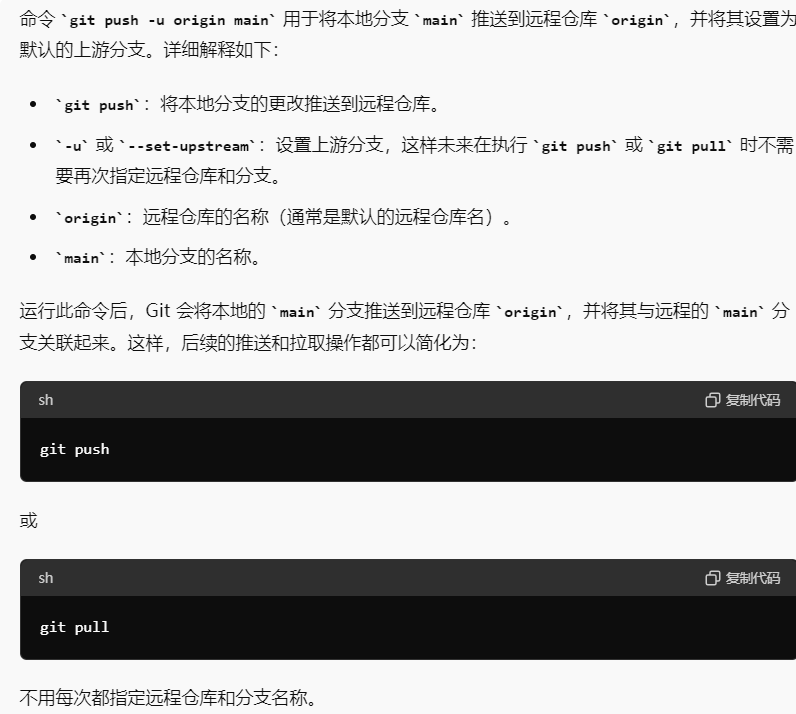 命令 `git push -u origin main` 用于将本地分支 `main` 推送到远程仓库 `origin`，并将其设置为
默认的上游分支。详细解释如下：
• `git push`：将本地分支的更改推送到远程仓库。
• `-u` 或 `--set-upstream`：设置上游分支，这样未来在执行 `git push` 或 `git pull` 时不需
要再次指定远程仓库和分支。
• `origin`：远程仓库的名称（通常是默认的远程仓库名）。
• `main`：本地分支的名称。
运行此命令后，Git 会将本地的 `main` 分支推送到远程仓库 `origin`，并将其与远程的 `main` 分
支关联起来。这样，后续的推送和拉取操作都可以简化为：
sh 复制代码
git push
或
sh 复制代码
git pull
不用每次都指定远程仓库和分支名称。